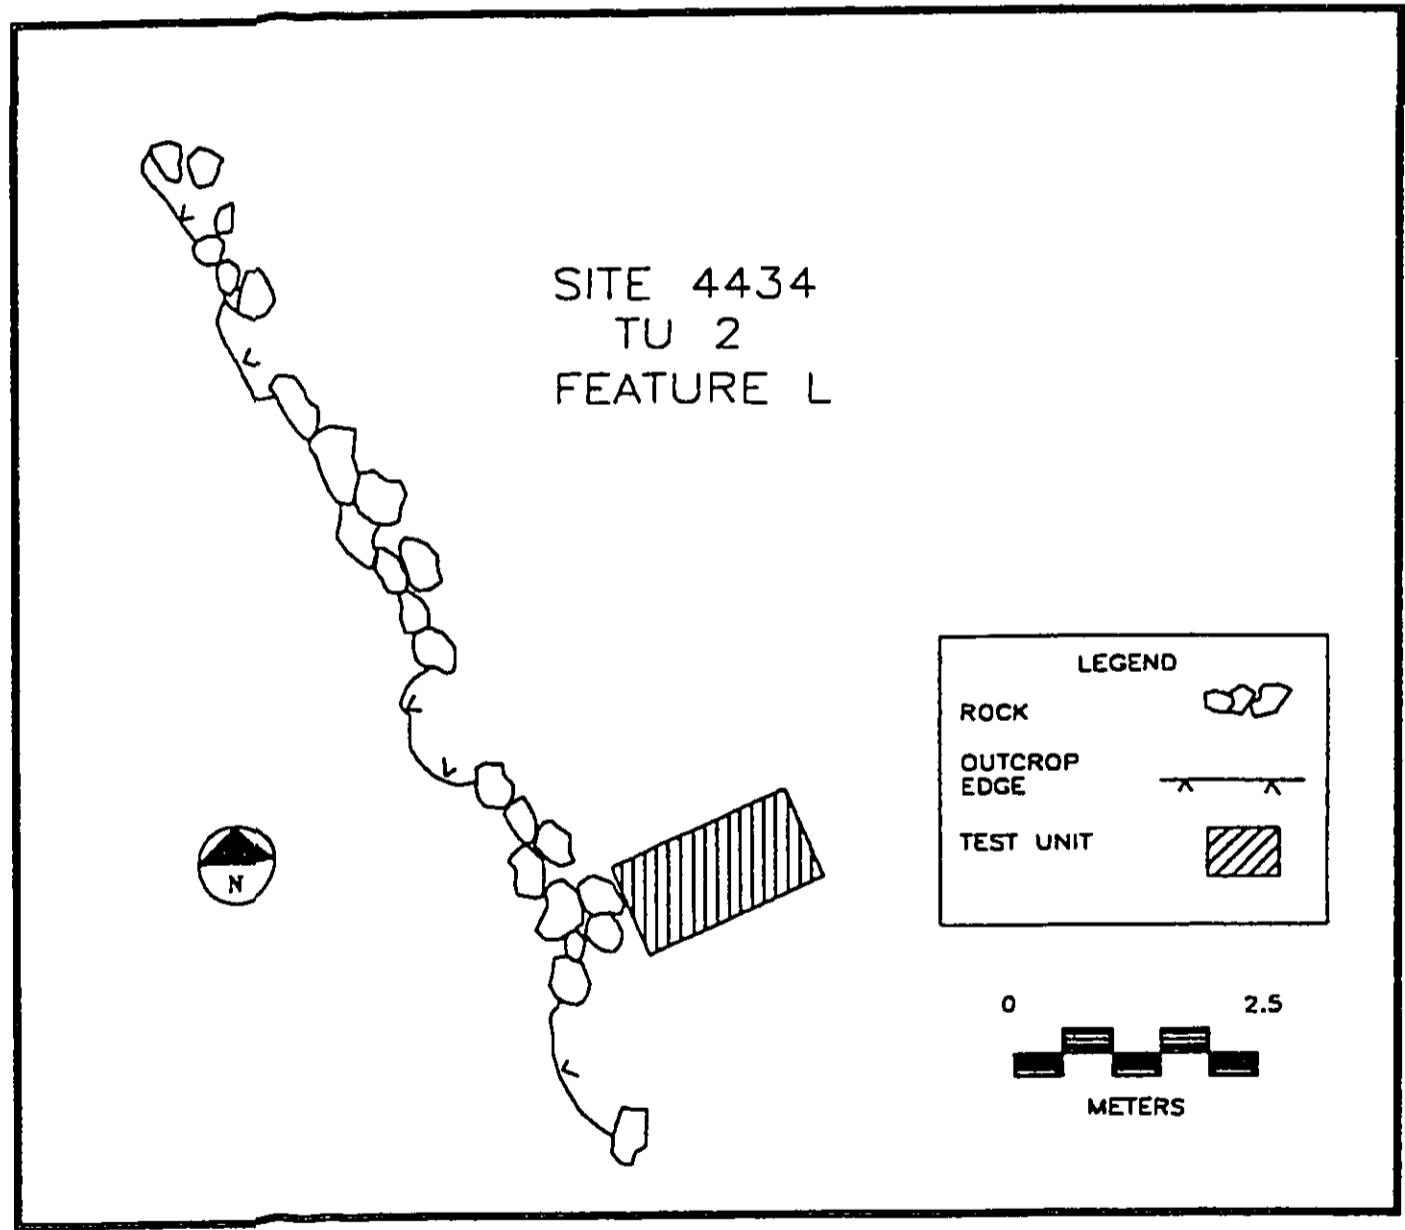 SITE 4434
TU 2
FEATURE L
LEGEND
ROCK
OUTCROP
EDGE
TEST UNIT
N
0 2.5
METERS